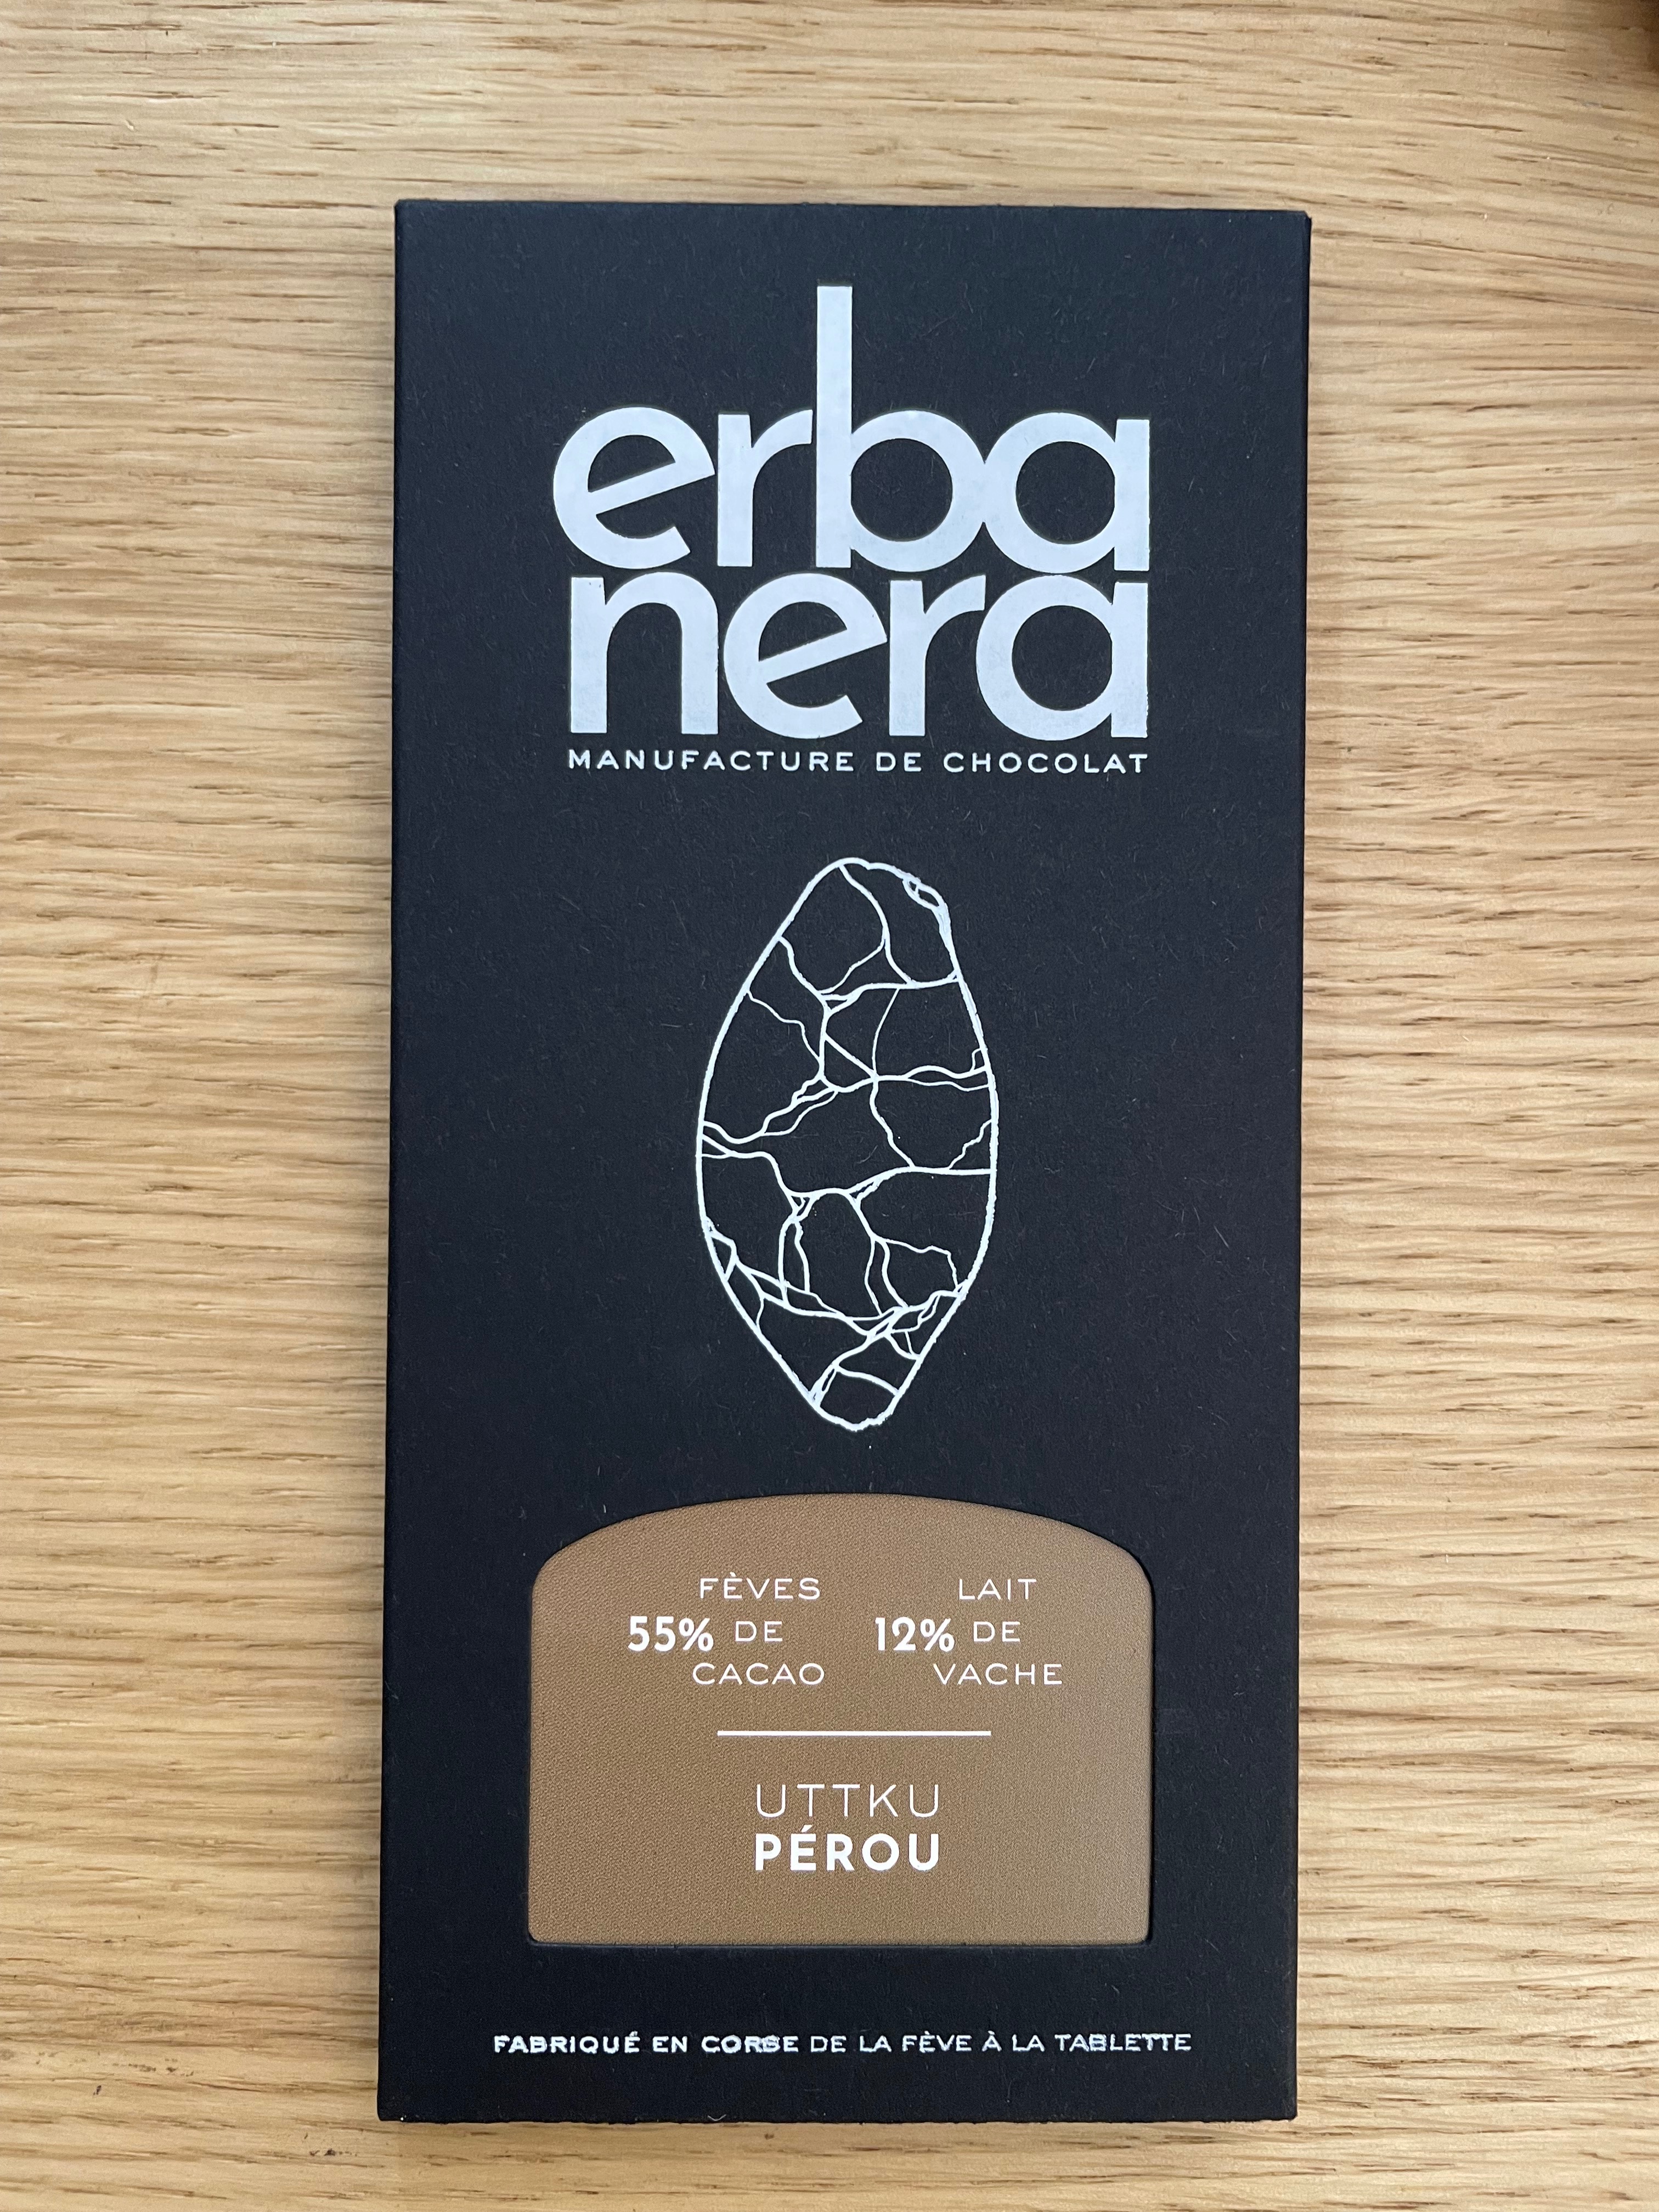 erba
nera
MANUFACTURE DE CHOCOLAT
55% FÈVES DE CACAO
12% LAIT DE VACHE
UTTKU
PÉROU
FABRIQUÉ EN CORSE DE LA FÈVE À LA TABLETTE